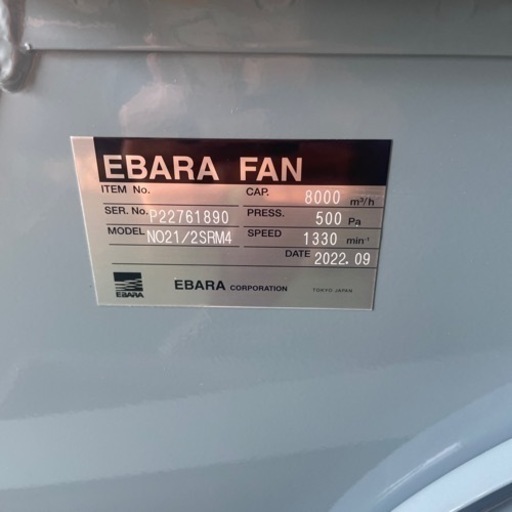 EBARA FAN
ITEM No. CAP. 8000 m³/h
SER. No. P22761890 PRESS. 500 Pa
MODEL NO21/2SRM4 SPEED 1330 min⁻¹
DATE 2022.09
EBARA EBARA CORPORATION TOKYO JAPAN